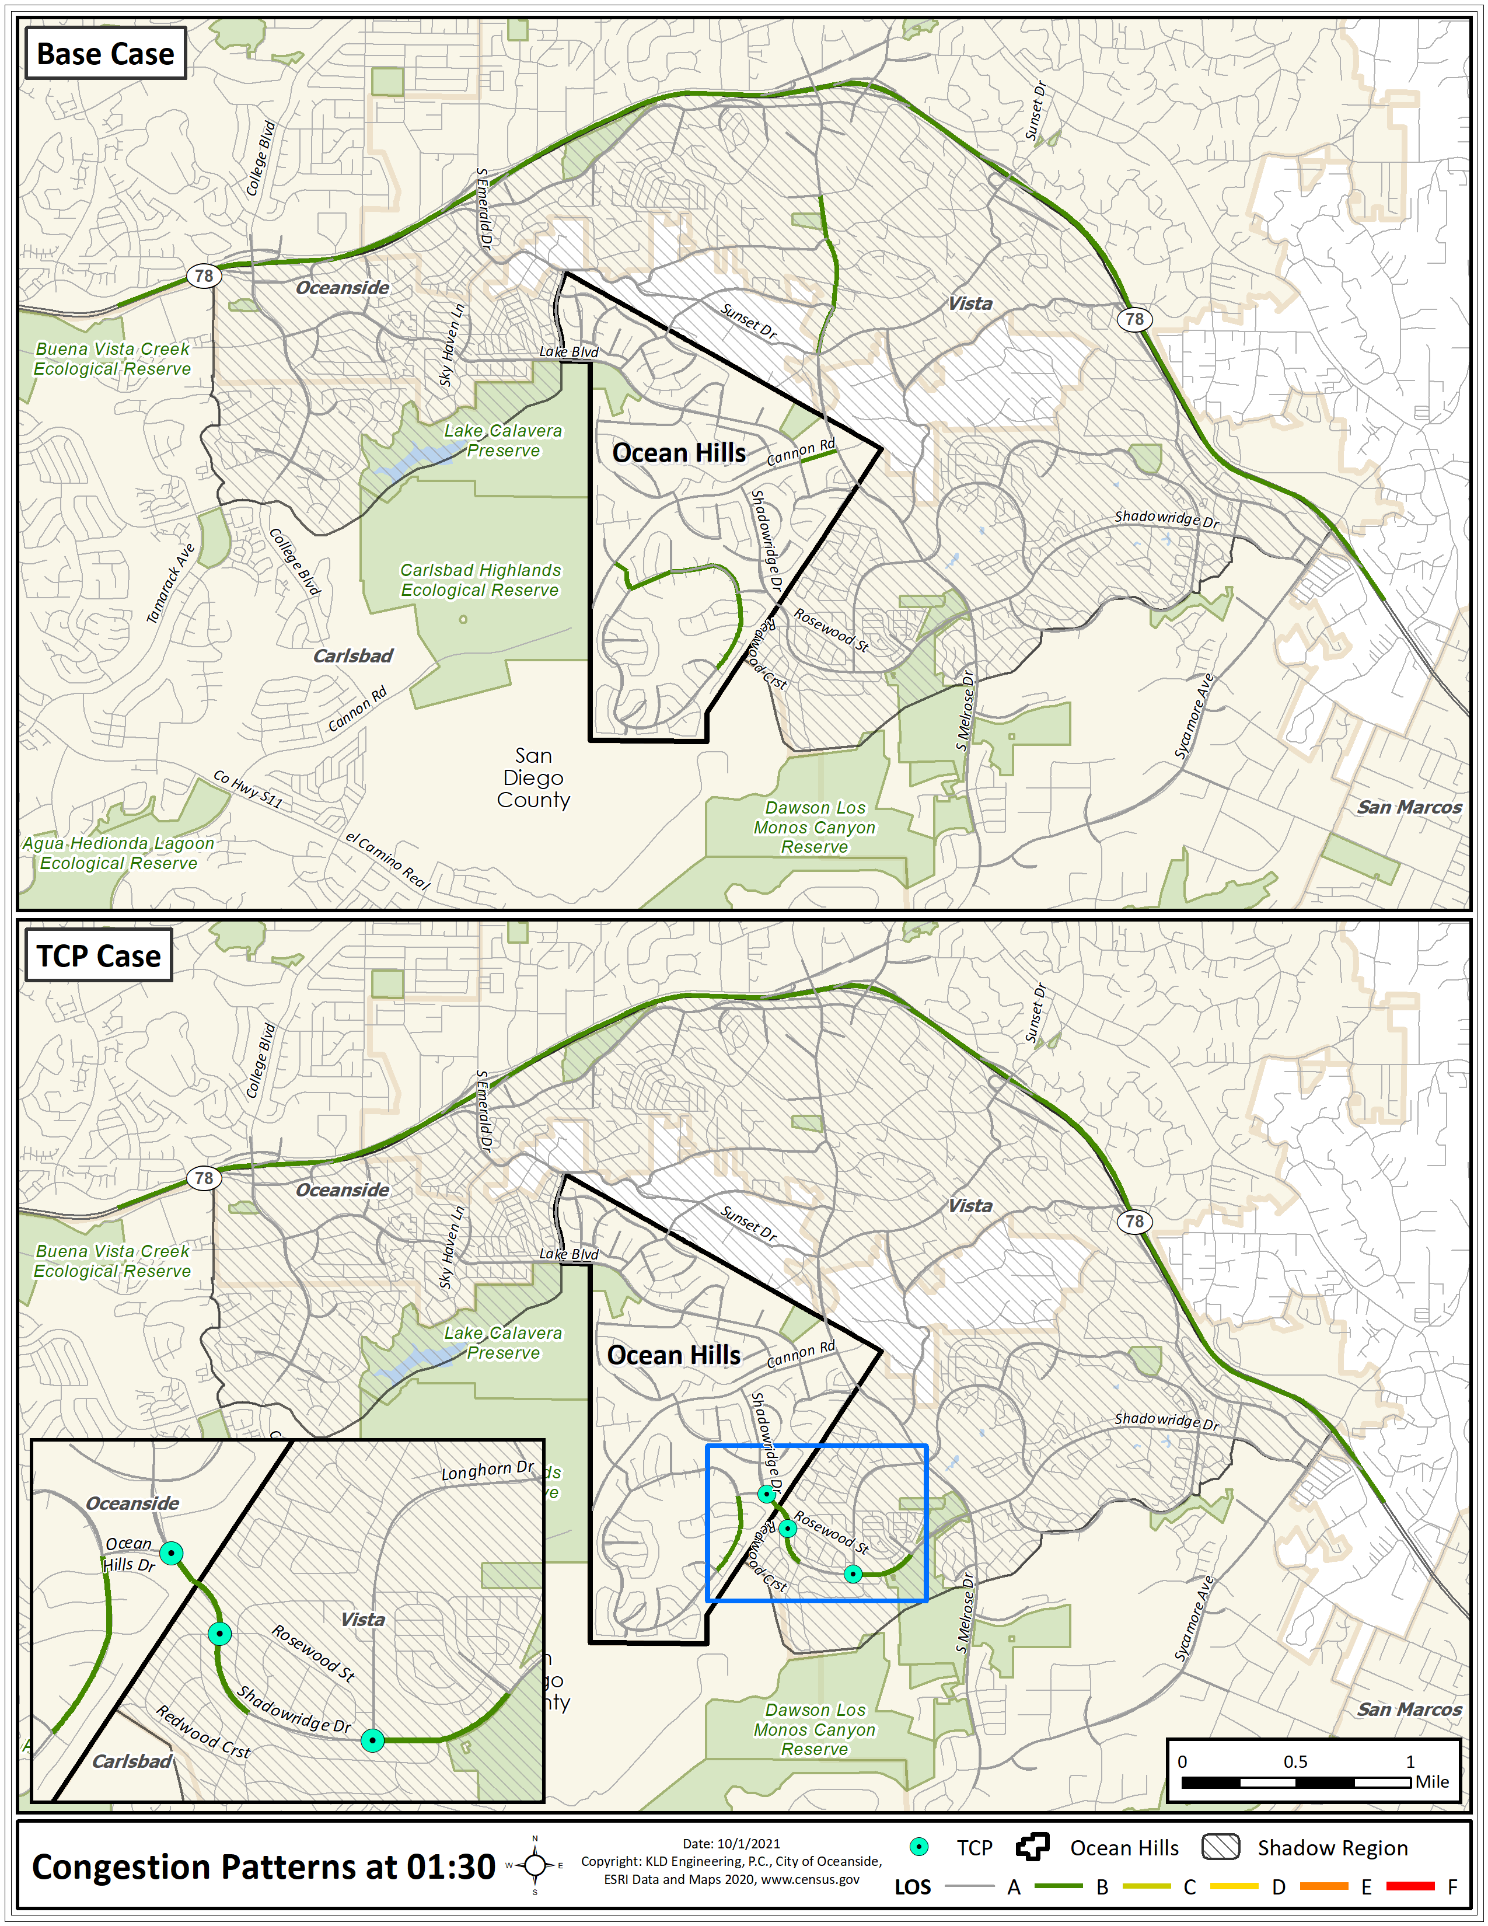 Base Case
College Blvd
S Emerald Dr
Sunset Dr
78
Oceanside
Sky Haven Ln
Sunset Dr
Vista
78
Lake Blvd
Buena Vista Creek
Ecological Reserve
Lake Calavera
Preserve
Ocean Hills
Cannon Rd
Shadowridge Dr
Shadowridge Dr
College Blvd
Tamarack Ave
Carlsbad Highlands
Ecological Reserve
Rosewood St
Redwood Crst
Carlsbad
Cannon Rd
S Melrose Dr
Sycamore Ave
San
Diego
County
Co Hwy S11
el Camino Real
San Marcos
Dawson Los
Monos Canyon
Reserve
Agua Hedionda Lagoon
Ecological Reserve
TCP Case
College Blvd
S Emerald Dr
Sunset Dr
78
Oceanside
Sky Haven Ln
Sunset Dr
Vista
78
Lake Blvd
Buena Vista Creek
Ecological Reserve
Lake Calavera
Preserve
Ocean Hills
Cannon Rd
Shadowridge Dr
Shadowridge Dr
Rosewood St
Redwood Crst
S Melrose Dr
Sycamore Ave
San Marcos
Dawson Los
Monos Canyon
Reserve
Longhorn Dr
Oceanside
Ocean
Hills Dr
Vista
Rosewood St
Shadowridge Dr
Redwood Crst
Carlsbad
0 0.5 1
Mile
Congestion Patterns at 01:30
N
W E
S
Date: 10/1/2021
Copyright: KLD Engineering, P.C., City of Oceanside,
ESRI Data and Maps 2020, www.census.gov
TCP Ocean Hills Shadow Region
LOS A B C D E F